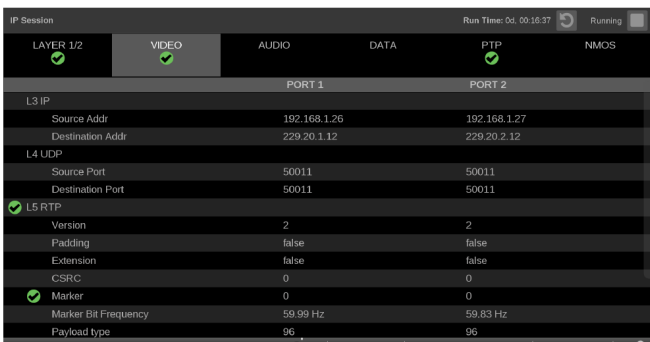 IP Session Run Time: 0d, 00:16:37 Running
LAYER 1/2 VIDEO AUDIO DATA PTP NMOS
PORT 1 PORT 2
L3 IP
Source Addr 192.168.1.26 192.168.1.27
Destination Addr 229.20.1.12 229.20.2.12
L4 UDP
Source Port 50011 50011
Destination Port 50011 50011
L5 RTP
Version 2 2
Padding false false
Extension false false
CSRC 0 0
Marker 0 0
Marker Bit Frequency 59.99 Hz 59.83 Hz
Payload type 96 96